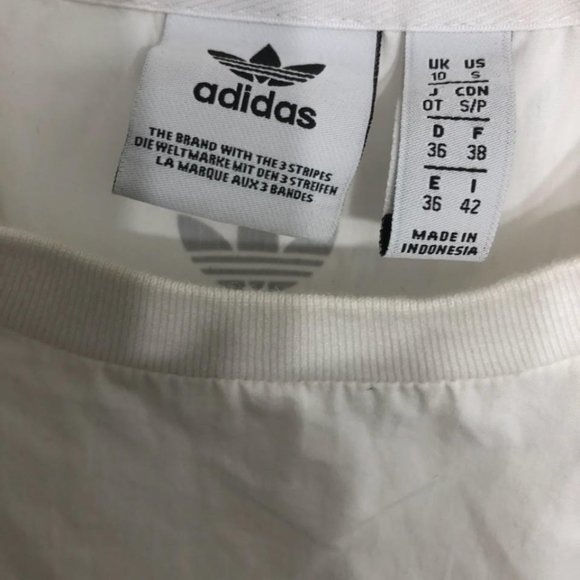 adidas
THE BRAND WITH THE 3 STRIPES
DIE WELTMARKE MIT DEN 3 STREIFEN
LA MARQUE AUX 3 BANDES
UK US
10 S
J CDN
OT S/P
D F
36 38
E I
36 42
MADE IN
INDONESIA